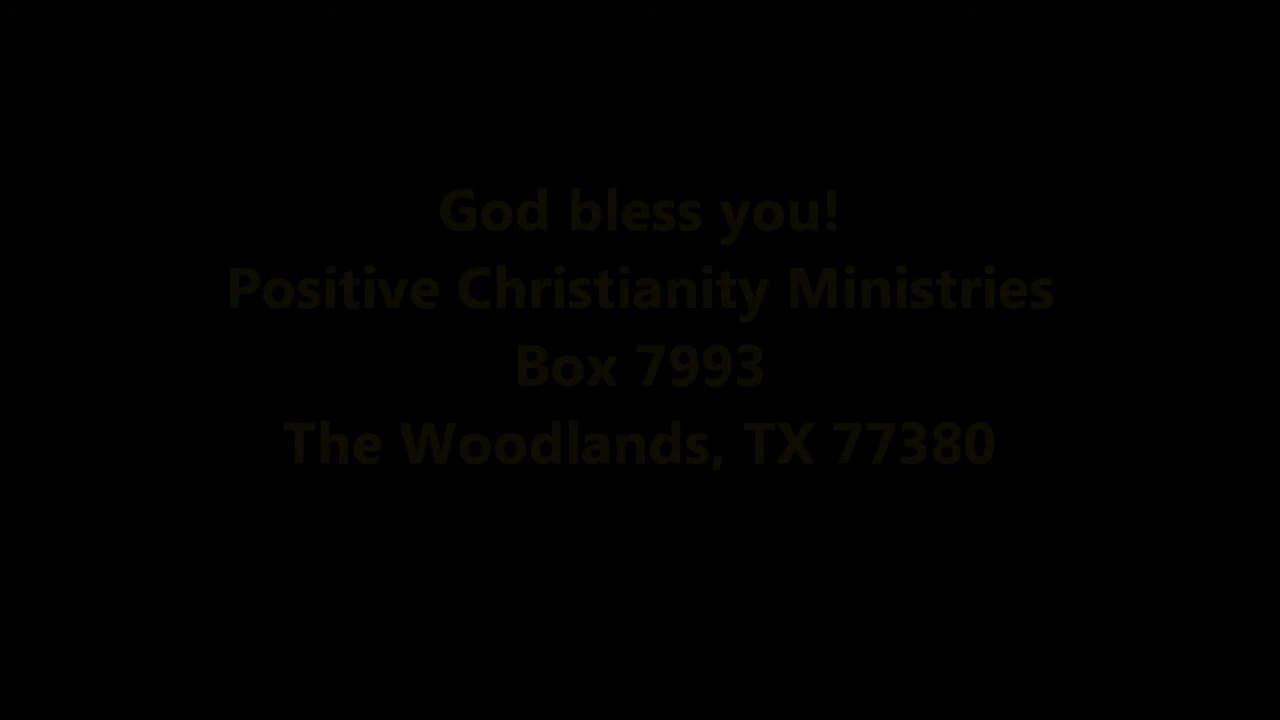 God bless you!
Positive Christianity Ministries
Box 7993
The Woodlands, TX 77380